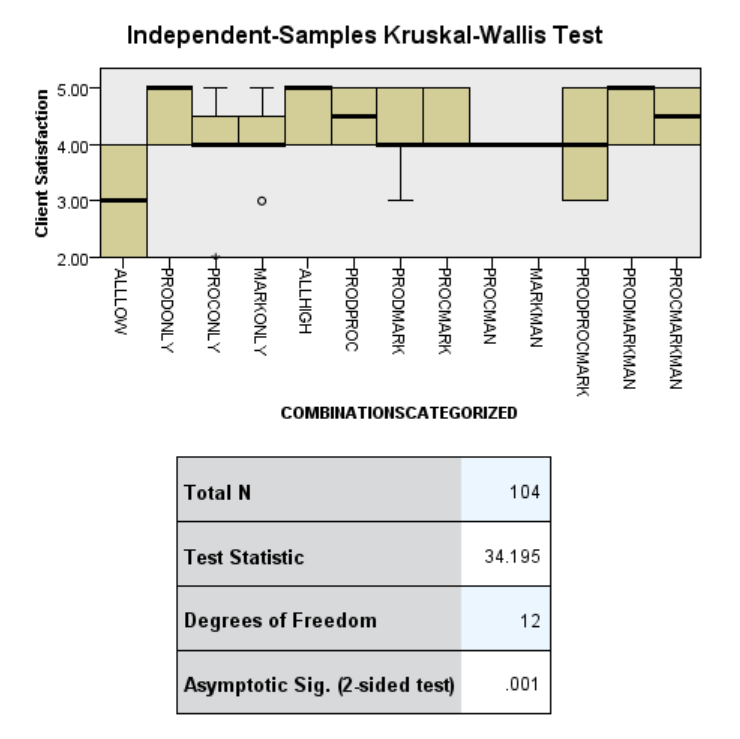 Independent-Samples Kruskal-Wallis Test
Client Satisfaction
5.00
4.00
3.00
2.00
ALLLOW
PRODONLY
PROCONLY
MARKONLY
ALLHIGH
PRODPROC
PRODMARK
PROCMARK
PROCMAN
MARKMAN
PRODPROCMARK
PRODMARKMAN
PROCMARKMAN
COMBINATIONSCATEGORIZED
Total N 104
Test Statistic 34.195
Degrees of Freedom 12
Asymptotic Sig. (2-sided test) .001